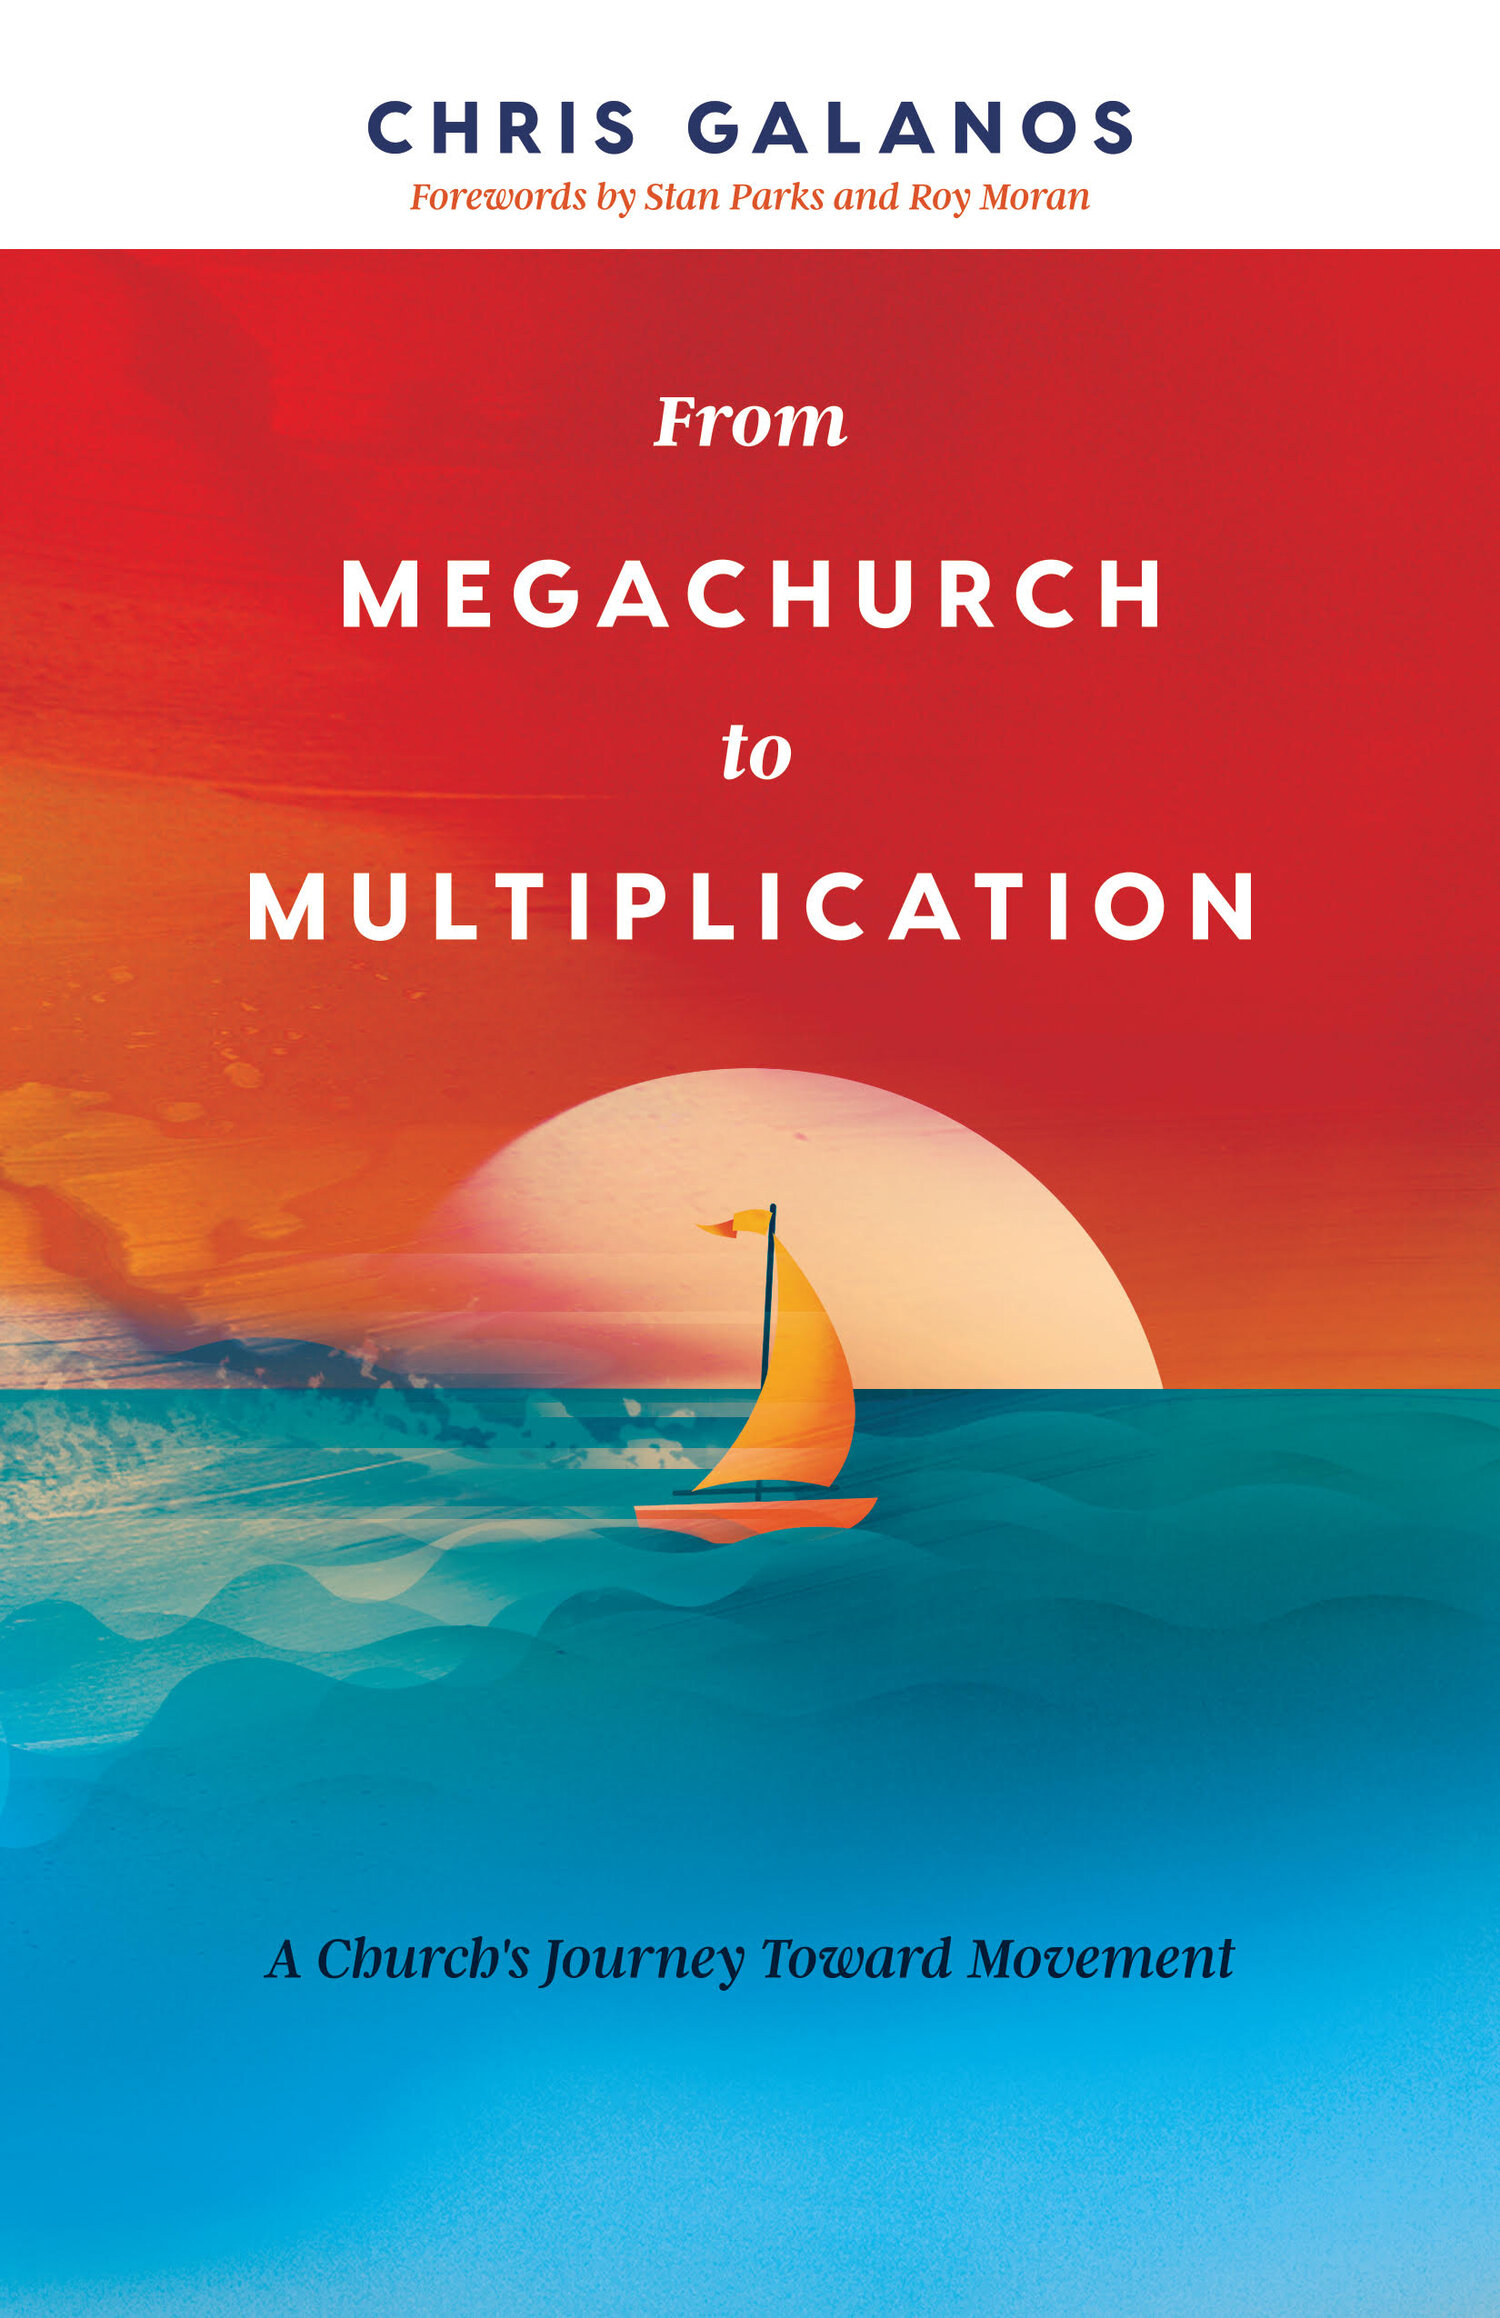 CHRIS GALANOS
Forewords by Stan Parks and Roy Moran
From
MEGACHURCH
to
MULTIPLICATION
A Church's Journey Toward Movement